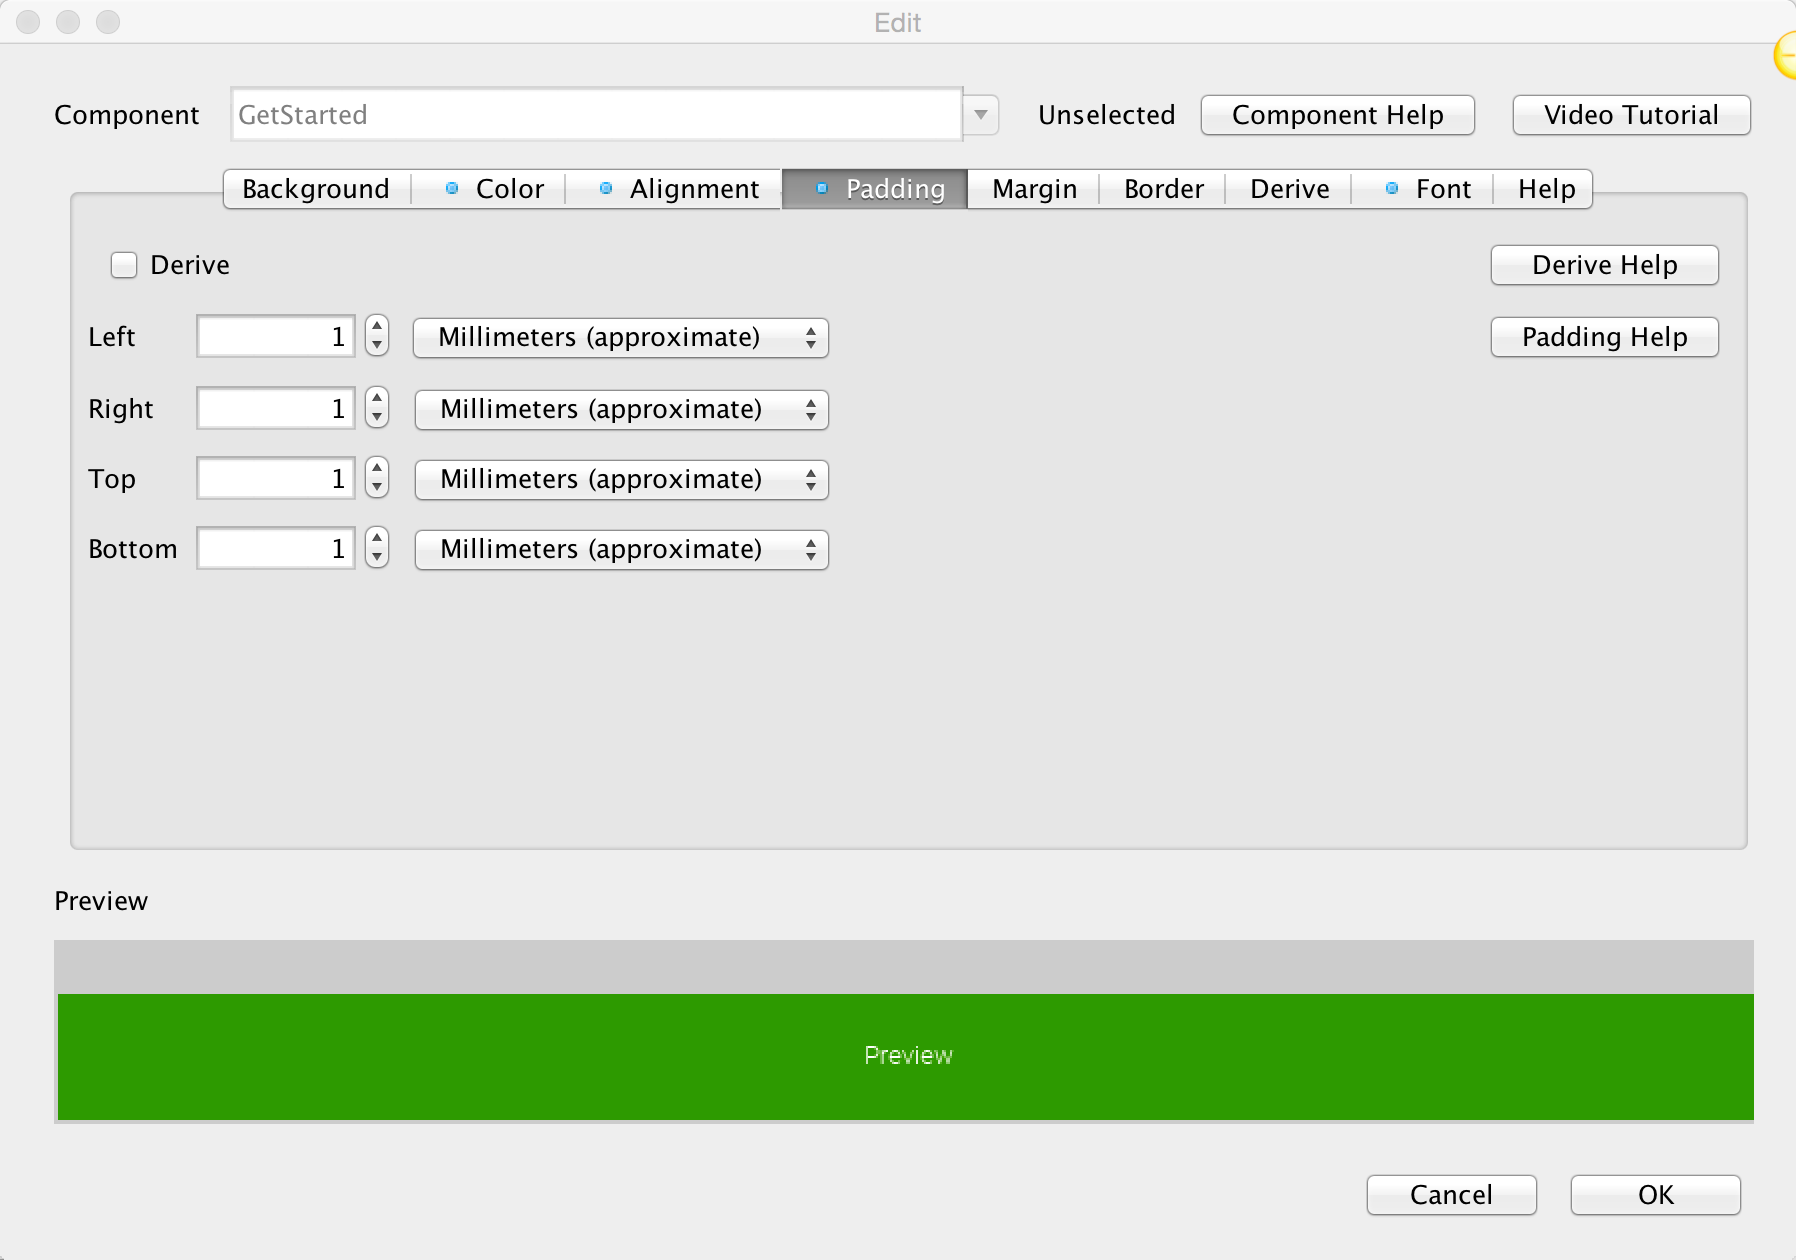 Edit
Component GetStarted Unselected Component Help Video Tutorial
Background Color Alignment Padding Margin Border Derive Font Help
Derive Derive Help
Left 1 Millimeters (approximate) Padding Help
Right 1 Millimeters (approximate)
Top 1 Millimeters (approximate)
Bottom 1 Millimeters (approximate)
Preview
Preview
Cancel OK